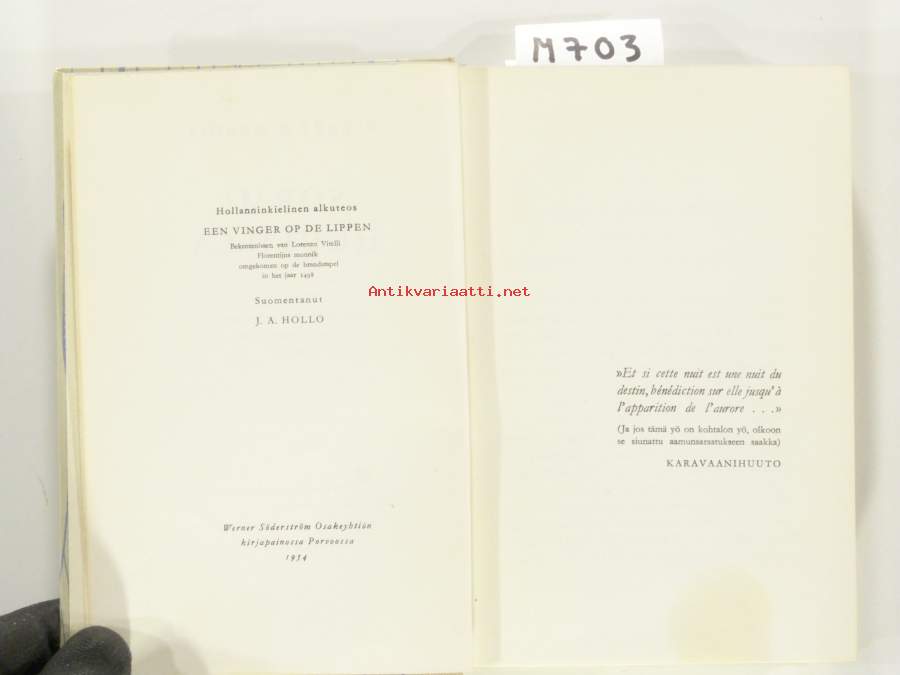 M703
Hollanninkielinen alkuteos
EEN VINGER OP DE LIPPEN
Bekentenissen van Lorenzo Vitelli
Florentijns monnik
omgekomen op de brandstapel
in het jaar 1498
Suomentanut
J. A. HOLLO
Werner Söderström Osakeyhtiön
kirjapainossa Porvoossa
1954
Antikvariaatti.net
»Et si cette nuit est une nuit du
destin, bénédiction sur elle jusqu'à
l'apparition de l'aurore . . .»
(Ja jos tämä yö on kohtalon yö, olkoon
se siunattu aamunsarastukseen saakka)
KARAVAANIHUUTO